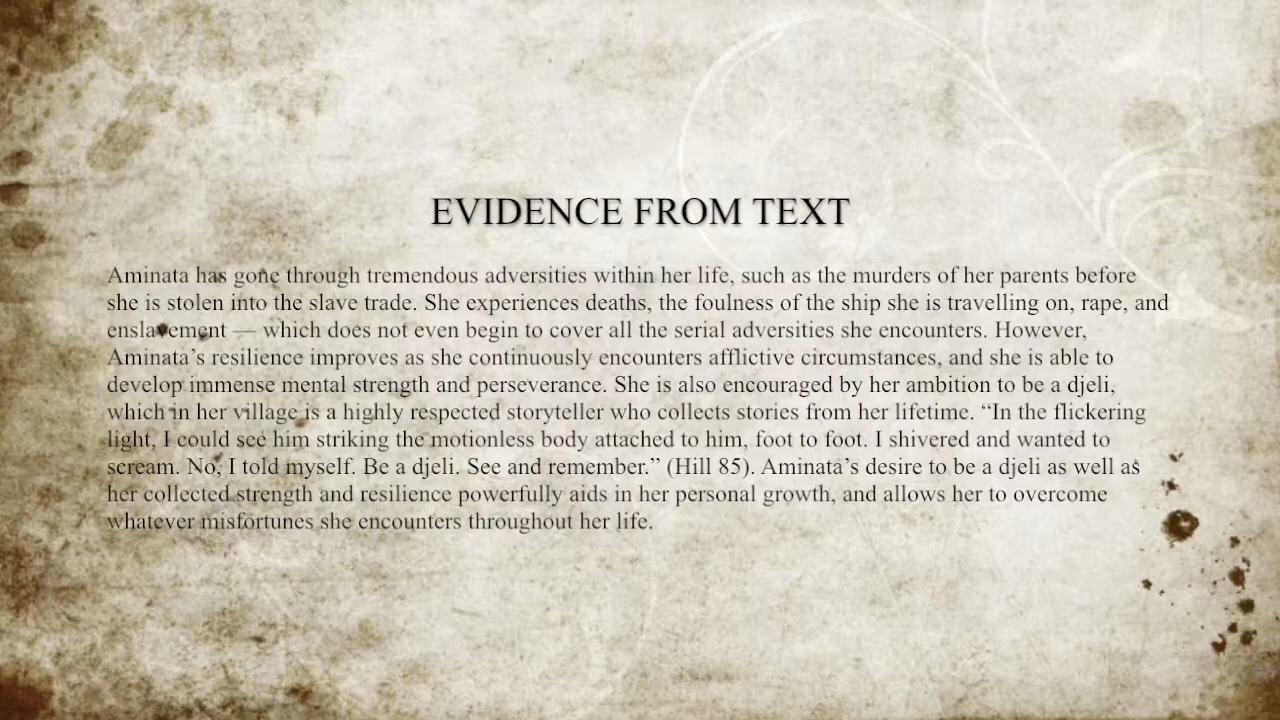 EVIDENCE FROM TEXT
Aminata has gone through tremendous adversities within her life, such as the murders of her parents before
she is stolen into the slave trade. She experiences deaths, the foulness of the ship she is travelling on, rape, and
enslavement — which does not even begin to cover all the serial adversities she encounters. However,
Aminata’s resilience improves as she continuously encounters afflictive circumstances, and she is able to
develop immense mental strength and perseverance. She is also encouraged by her ambition to be a djeli,
which in her village is a highly respected storyteller who collects stories from her lifetime. “In the flickering
light, I could see him striking the motionless body attached to him, foot to foot. I shivered and wanted to
scream. No, I told myself. Be a djeli. See and remember.” (Hill 85). Aminata’s desire to be a djeli as well as
her collected strength and resilience powerfully aids in her personal growth, and allows her to overcome
whatever misfortunes she encounters throughout her life.